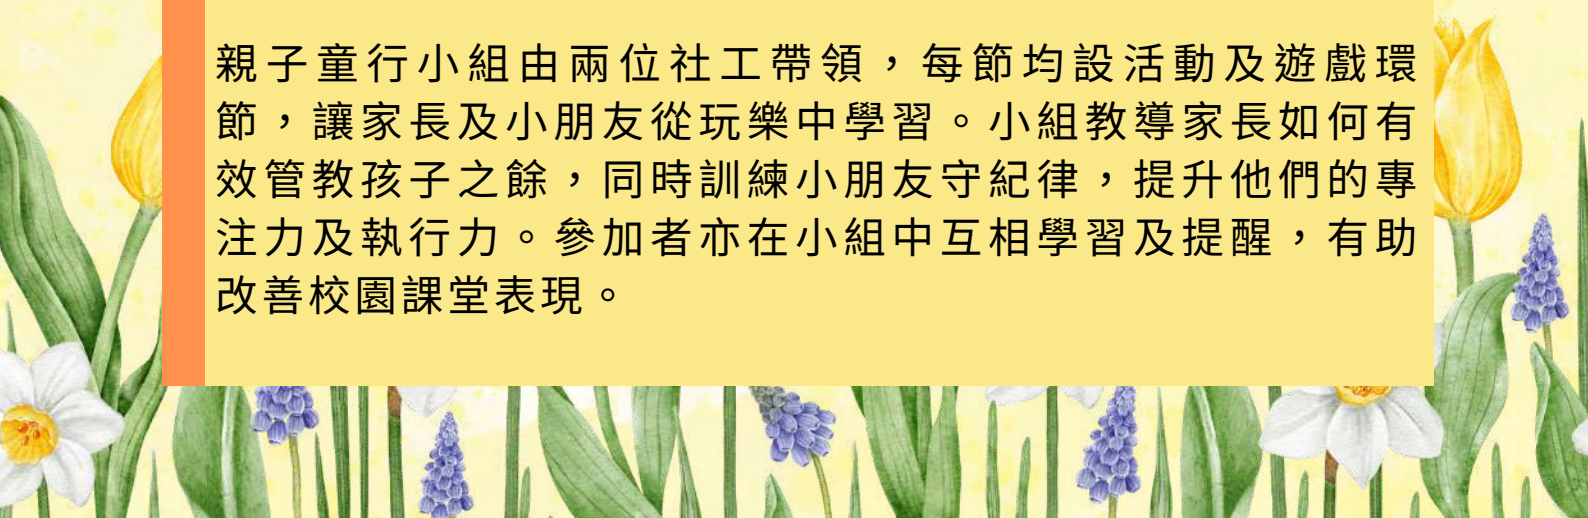 親子童行小組由兩位社工帶領，每節均設活動及遊戲環
節，讓家長及小朋友從玩樂中學習。小組教導家長如何有
效管教孩子之餘，同時訓練小朋友守紀律，提升他們的專
注力及執行力。參加者亦在小組中互相學習及提醒，有助
改善校園課堂表現。